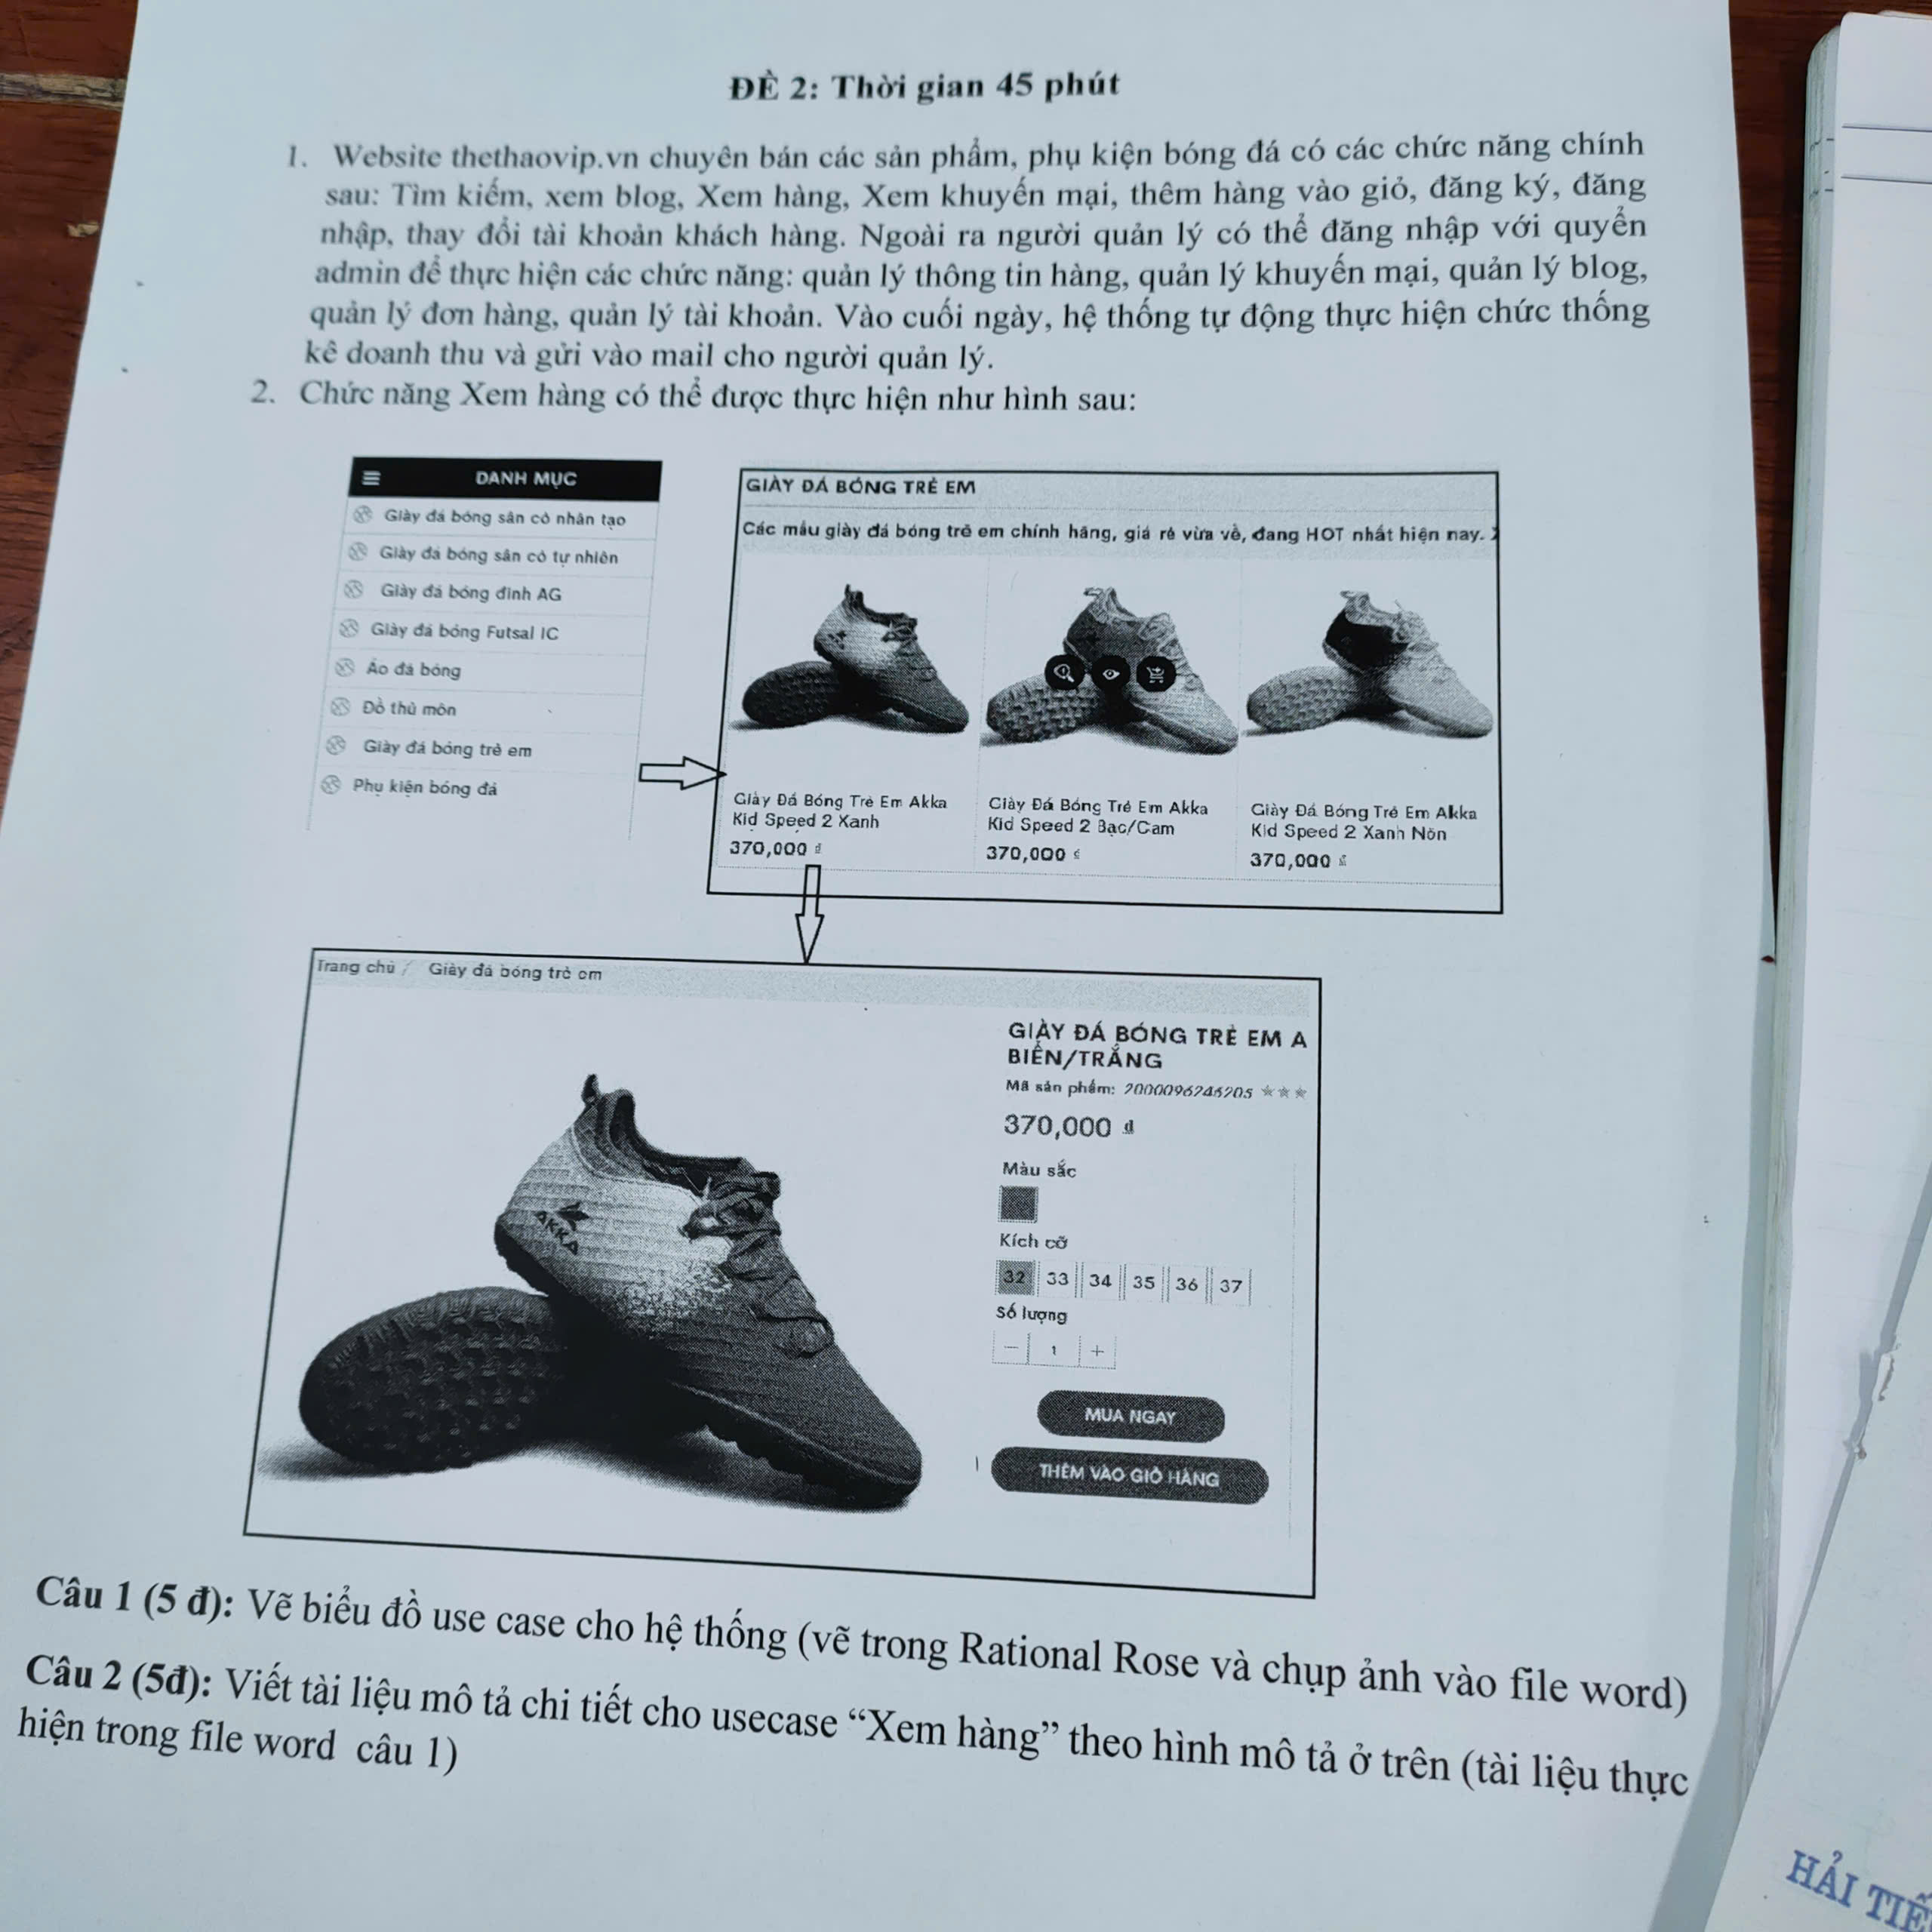 ĐỀ 2: Thời gian 45 phút
1. Website thethaovip.vn chuyên bán các sản phẩm, phụ kiện bóng đá có các chức năng chính
sau: Tìm kiếm, xem blog, Xem hàng, Xem khuyến mại, thêm hàng vào giỏ, đăng ký, đăng
nhập, thay đổi tài khoản khách hàng. Ngoài ra người quản lý có thể đăng nhập với quyển
admin để thực hiện các chức năng: quản lý thông tin hàng, quản lý khuyến mại, quản lý blog,
quản lý đơn hàng, quản lý tài khoản. Vào cuối ngày, hệ thống tự động thực hiện chức thống
kê doanh thu và gửi vào mail cho người quản lý.
2. Chức năng Xem hàng có thể được thực hiện như hình sau:
DANH MỤC
Giày đá bóng sân cỏ nhân tạo
Giày đá bóng sân cỏ tự nhiên
Giày đá bóng đinh AG
Giày đá bóng Futsal IC
Áo đá bóng
Đồ thủ môn
Giày đá bóng trẻ em
Phụ kiện bóng đá
GIÀY ĐÁ BÓNG TRẺ EM
Các mẫu giày đá bóng trẻ em chính hãng, giá rẻ vừa về, đang HOT nhất hiện nay.
Giày Đá Bóng Trẻ Em Akka
Kid Speed 2 Xanh
370,000 đ
Giày Đá Bóng Trẻ Em Akka
Kid Speed 2 Bạc/Cam
370,000 đ
Giày Đá Bóng Trẻ Em Akka
Kid Speed 2 Xanh Nõn
370,000 đ
Trang chủ / Giày đá bóng trẻ em
AKKA
GIÀY ĐÁ BÓNG TRẺ EM A
BIỂN/TRẮNG
Mã sản phẩm: 2000096246205
370,000 đ
Màu sắc
Kích cỡ
32 33 34 35 36 37
Số lượng
− 1 +
MUA NGAY
THÊM VÀO GIỎ HÀNG
Câu 1 (5 đ): Vẽ biểu đồ use case cho hệ thống (vẽ trong Rational Rose và chụp ảnh vào file word)
Câu 2 (5đ): Viết tài liệu mô tả chi tiết cho usecase “Xem hàng” theo hình mô tả ở trên (tài liệu thực
hiện trong file word câu 1)
HẢI